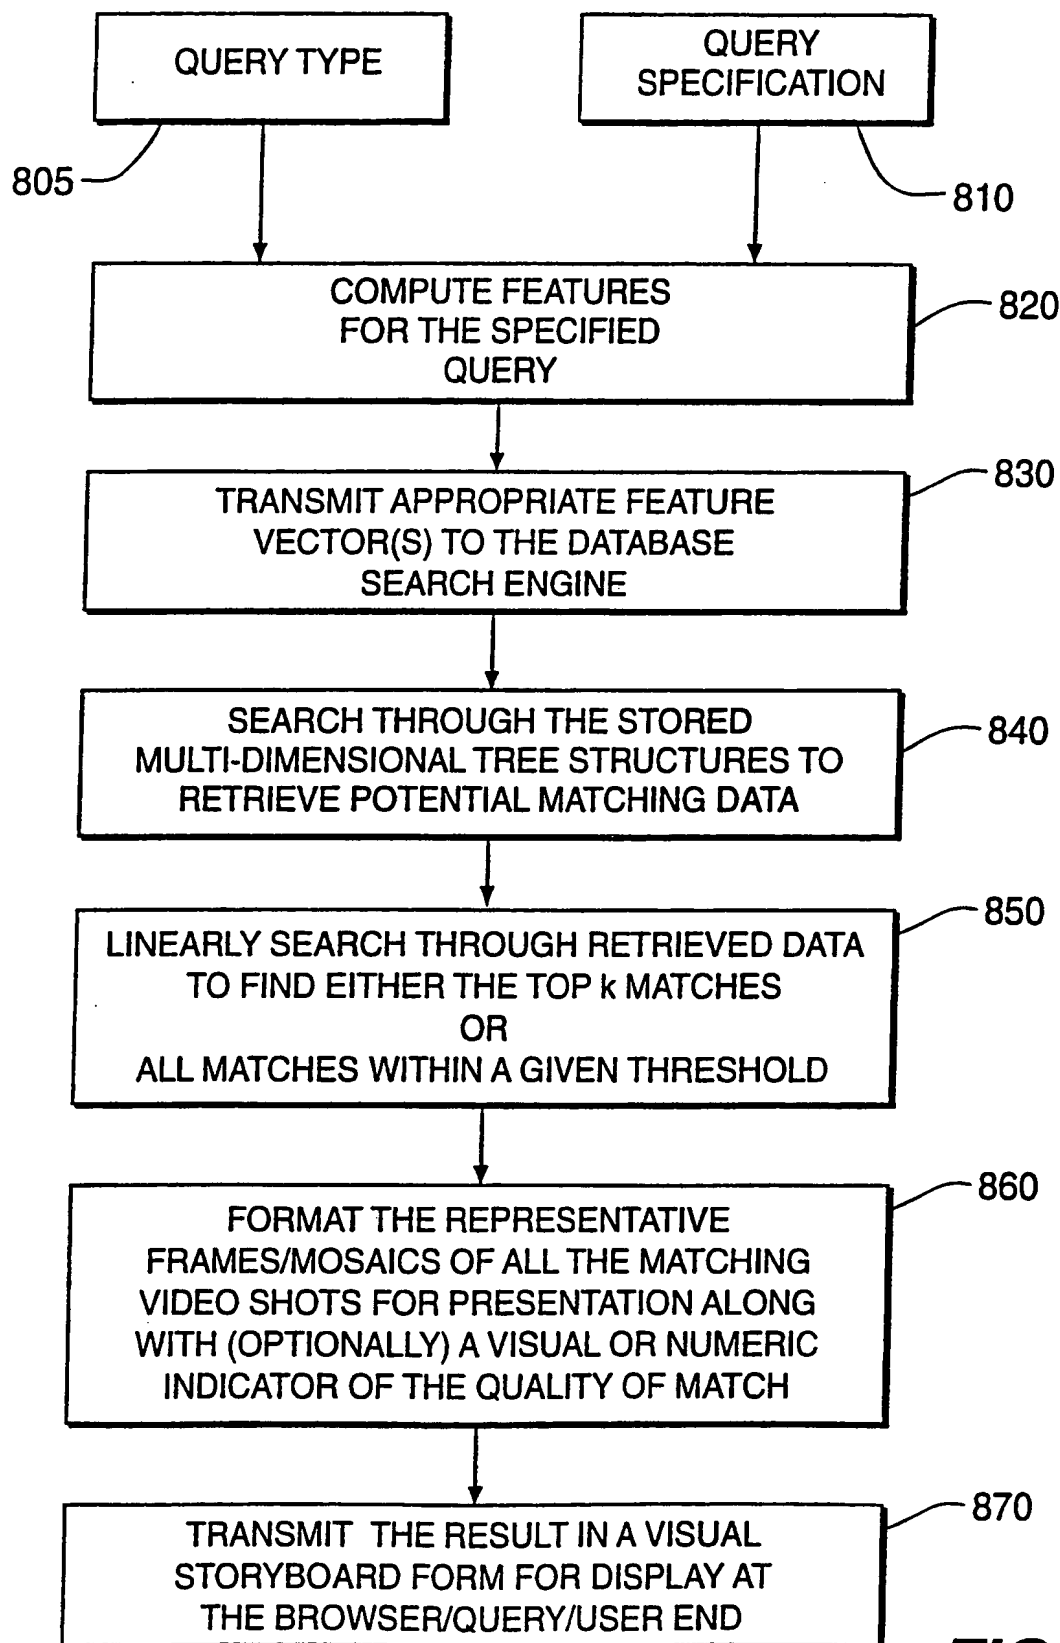 QUERY TYPE
QUERY
SPECIFICATION
805
810
COMPUTE FEATURES
FOR THE SPECIFIED
QUERY
820
TRANSMIT APPROPRIATE FEATURE
VECTOR(S) TO THE DATABASE
SEARCH ENGINE
830
SEARCH THROUGH THE STORED
MULTI-DIMENSIONAL TREE STRUCTURES TO
RETRIEVE POTENTIAL MATCHING DATA
840
LINEARLY SEARCH THROUGH RETRIEVED DATA
TO FIND EITHER THE TOP k MATCHES
OR
ALL MATCHES WITHIN A GIVEN THRESHOLD
850
FORMAT THE REPRESENTATIVE
FRAMES/MOSAICS OF ALL THE MATCHING
VIDEO SHOTS FOR PRESENTATION ALONG
WITH (OPTIONALLY) A VISUAL OR NUMERIC
INDICATOR OF THE QUALITY OF MATCH
860
TRANSMIT THE RESULT IN A VISUAL
STORYBOARD FORM FOR DISPLAY AT
THE BROWSER/QUERY/USER END
870